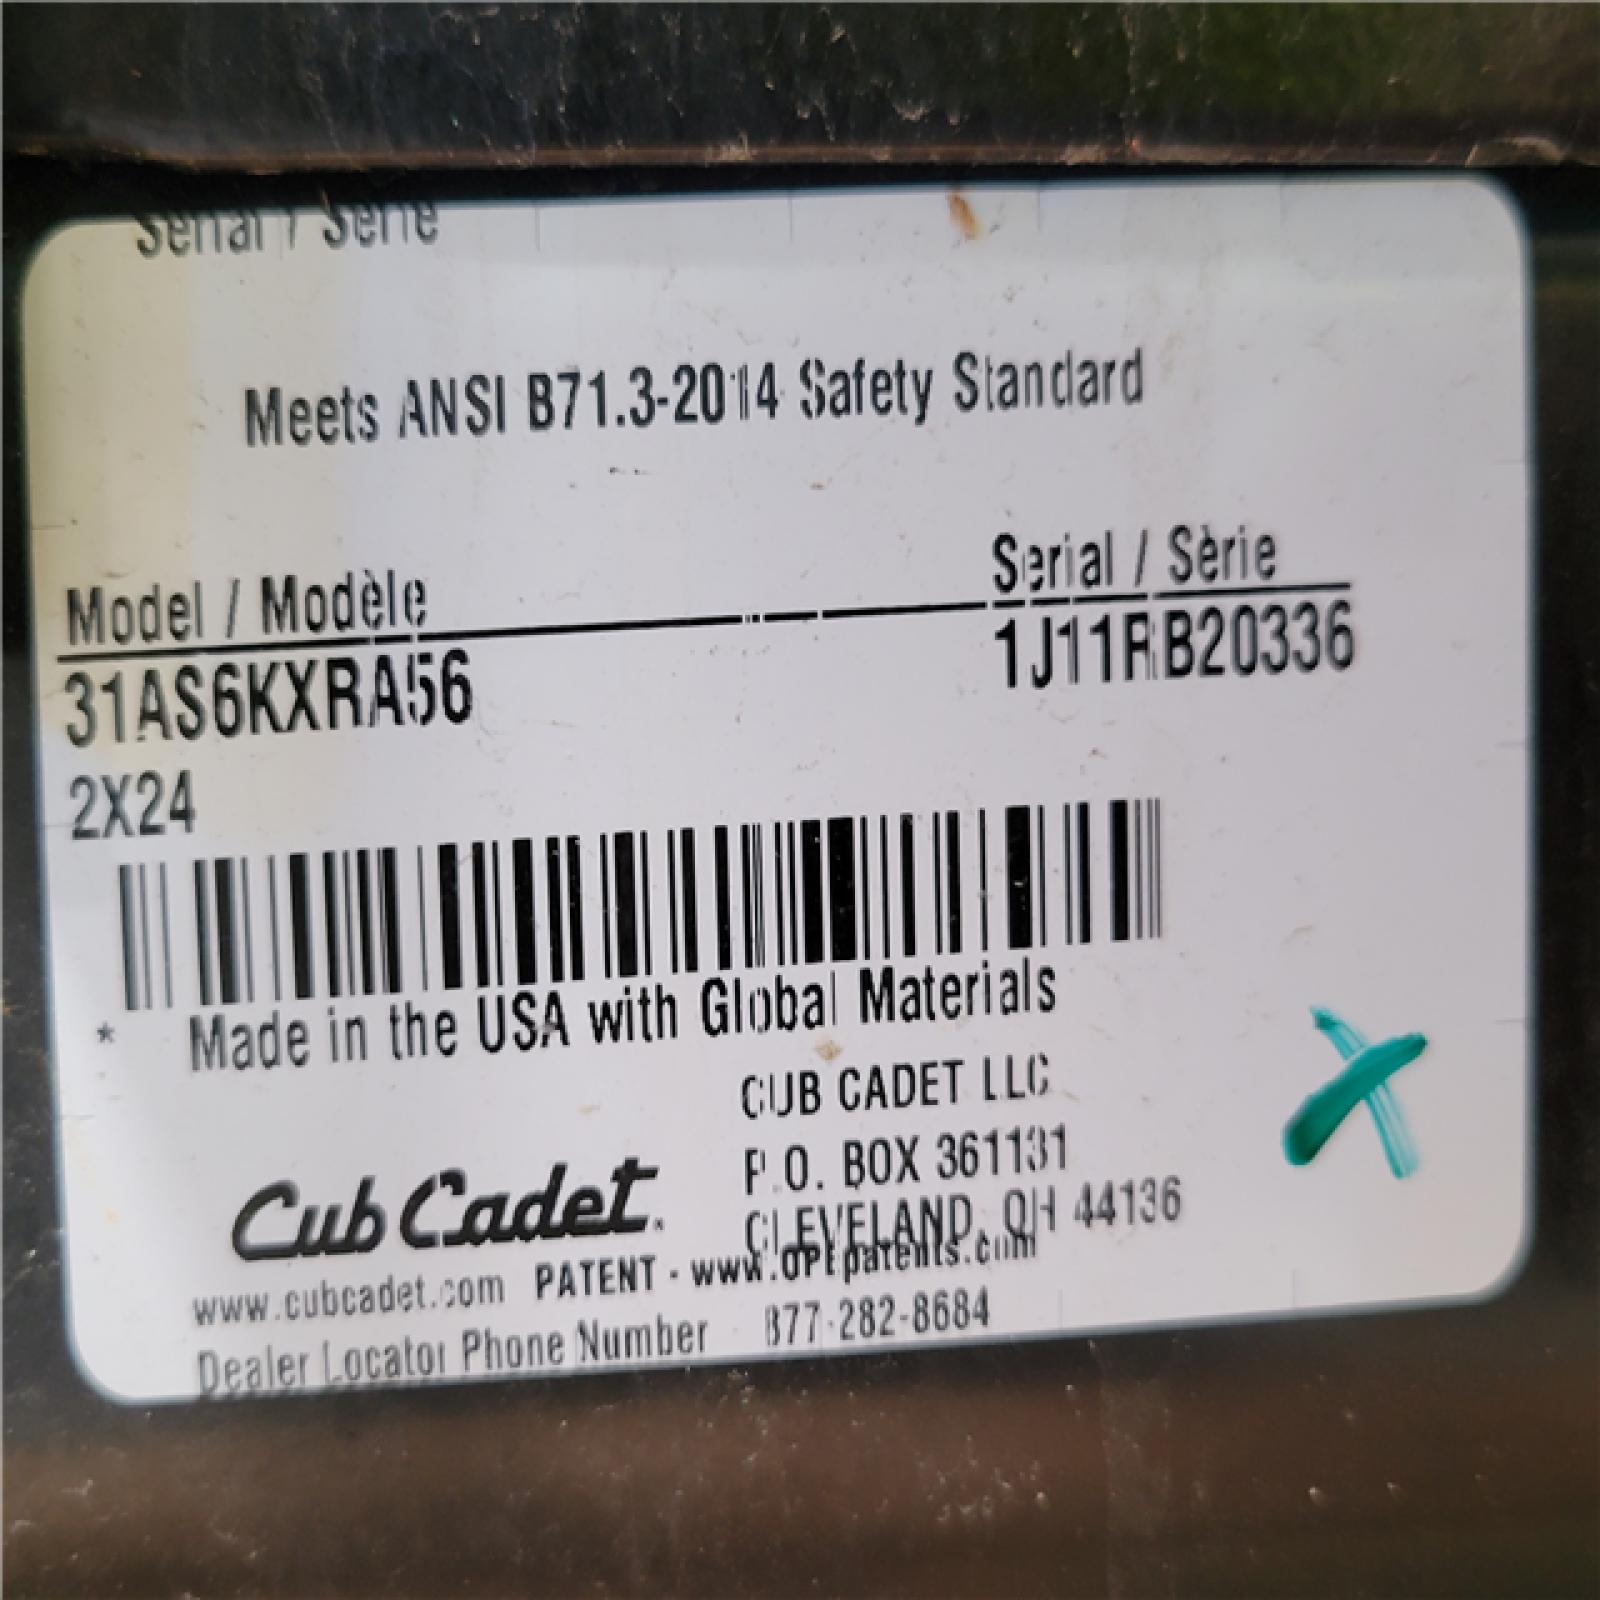 Serial / Série
Meets ANSI B71.3-2014 Safety Standard
Model / Modèle Serial / Sèrie
31AS6KXRA56 1J11RB20336
2X24
* Made in the USA with Global Materials
CUB CADET LLC
P.O. BOX 361131
CLEVELAND, OH 44136
Cub Cadet
www.cubcadet.com PATENT - www.OPEpatents.com
Dealer Locator Phone Number 877-282-8684
X